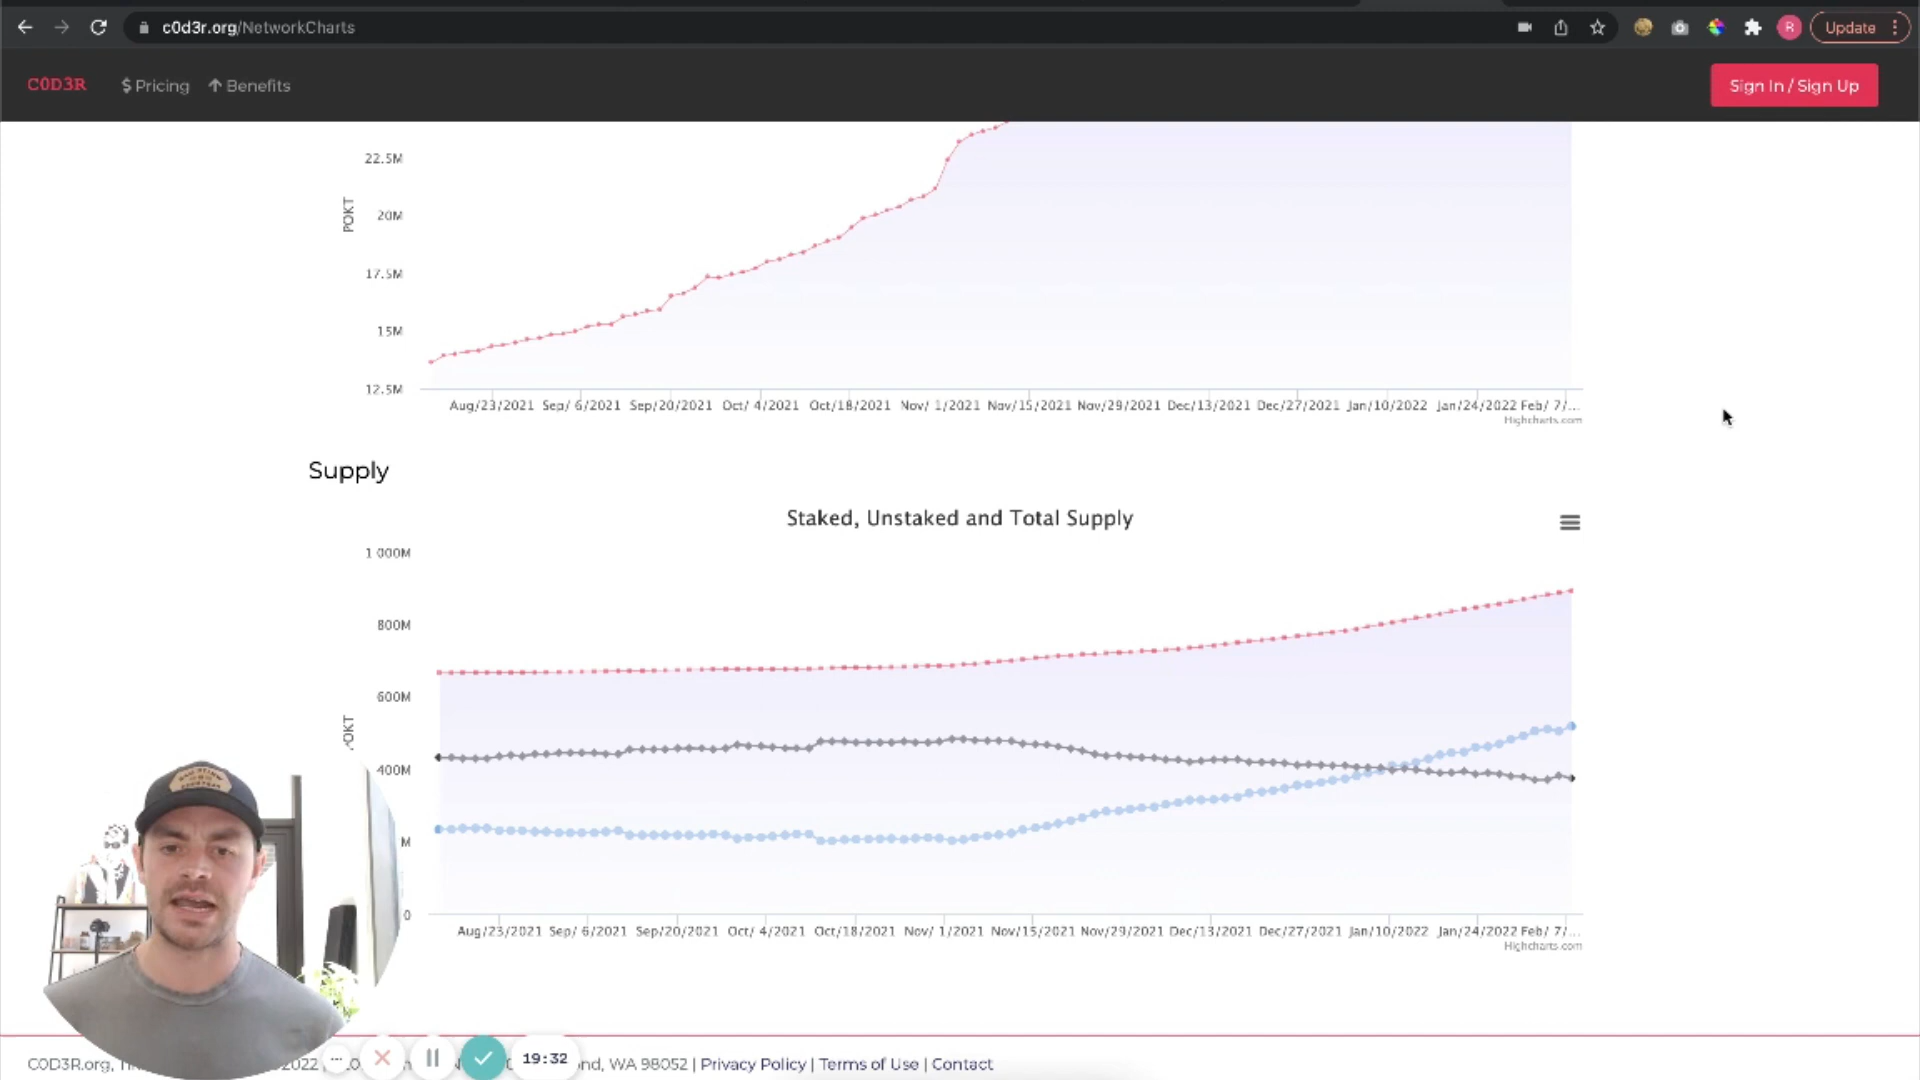 c0d3r.org/NetworkCharts
R
Update
C0D3R
$ Pricing
Benefits
Sign In / Sign Up
22.5M
20M
17.5M
15M
12.5M
POKT
Aug/23/2021 Sep/ 6/2021 Sep/20/2021 Oct/ 4/2021 Oct/18/2021 Nov/ 1/2021 Nov/15/2021 Nov/29/2021 Dec/13/2021 Dec/27/2021 Jan/10/2022 Jan/24/2022 Feb/ 7/...
Highcharts.com
Supply
Staked, Unstaked and Total Supply
1 000M
800M
600M
400M
M
0
OKT
Aug/23/2021 Sep/ 6/2021 Sep/20/2021 Oct/ 4/2021 Oct/18/2021 Nov/ 1/2021 Nov/15/2021 Nov/29/2021 Dec/13/2021 Dec/27/2021 Jan/10/2022 Jan/24/2022 Feb/ 7/...
Highcharts.com
19:32
C0D3R.org, 2022 nd, WA 98052 | Privacy Policy | Terms of Use | Contact